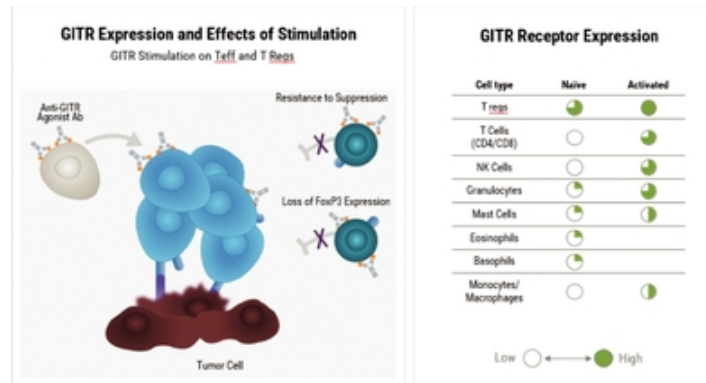 GITR Expression and Effects of Stimulation
GITR Stimulation on Teff and T Regs
Anti-GITR
Agonist Ab
Resistance to Suppression
Loss of FoxP3 Expression
Tumor Cell
GITR Receptor Expression
Cell type Naive Activated
T regs
T Cells
(CD4/CD8)
NK Cells
Granulocytes
Mast Cells
Eosinophils
Basophils
Monocytes/
Macrophages
Low High